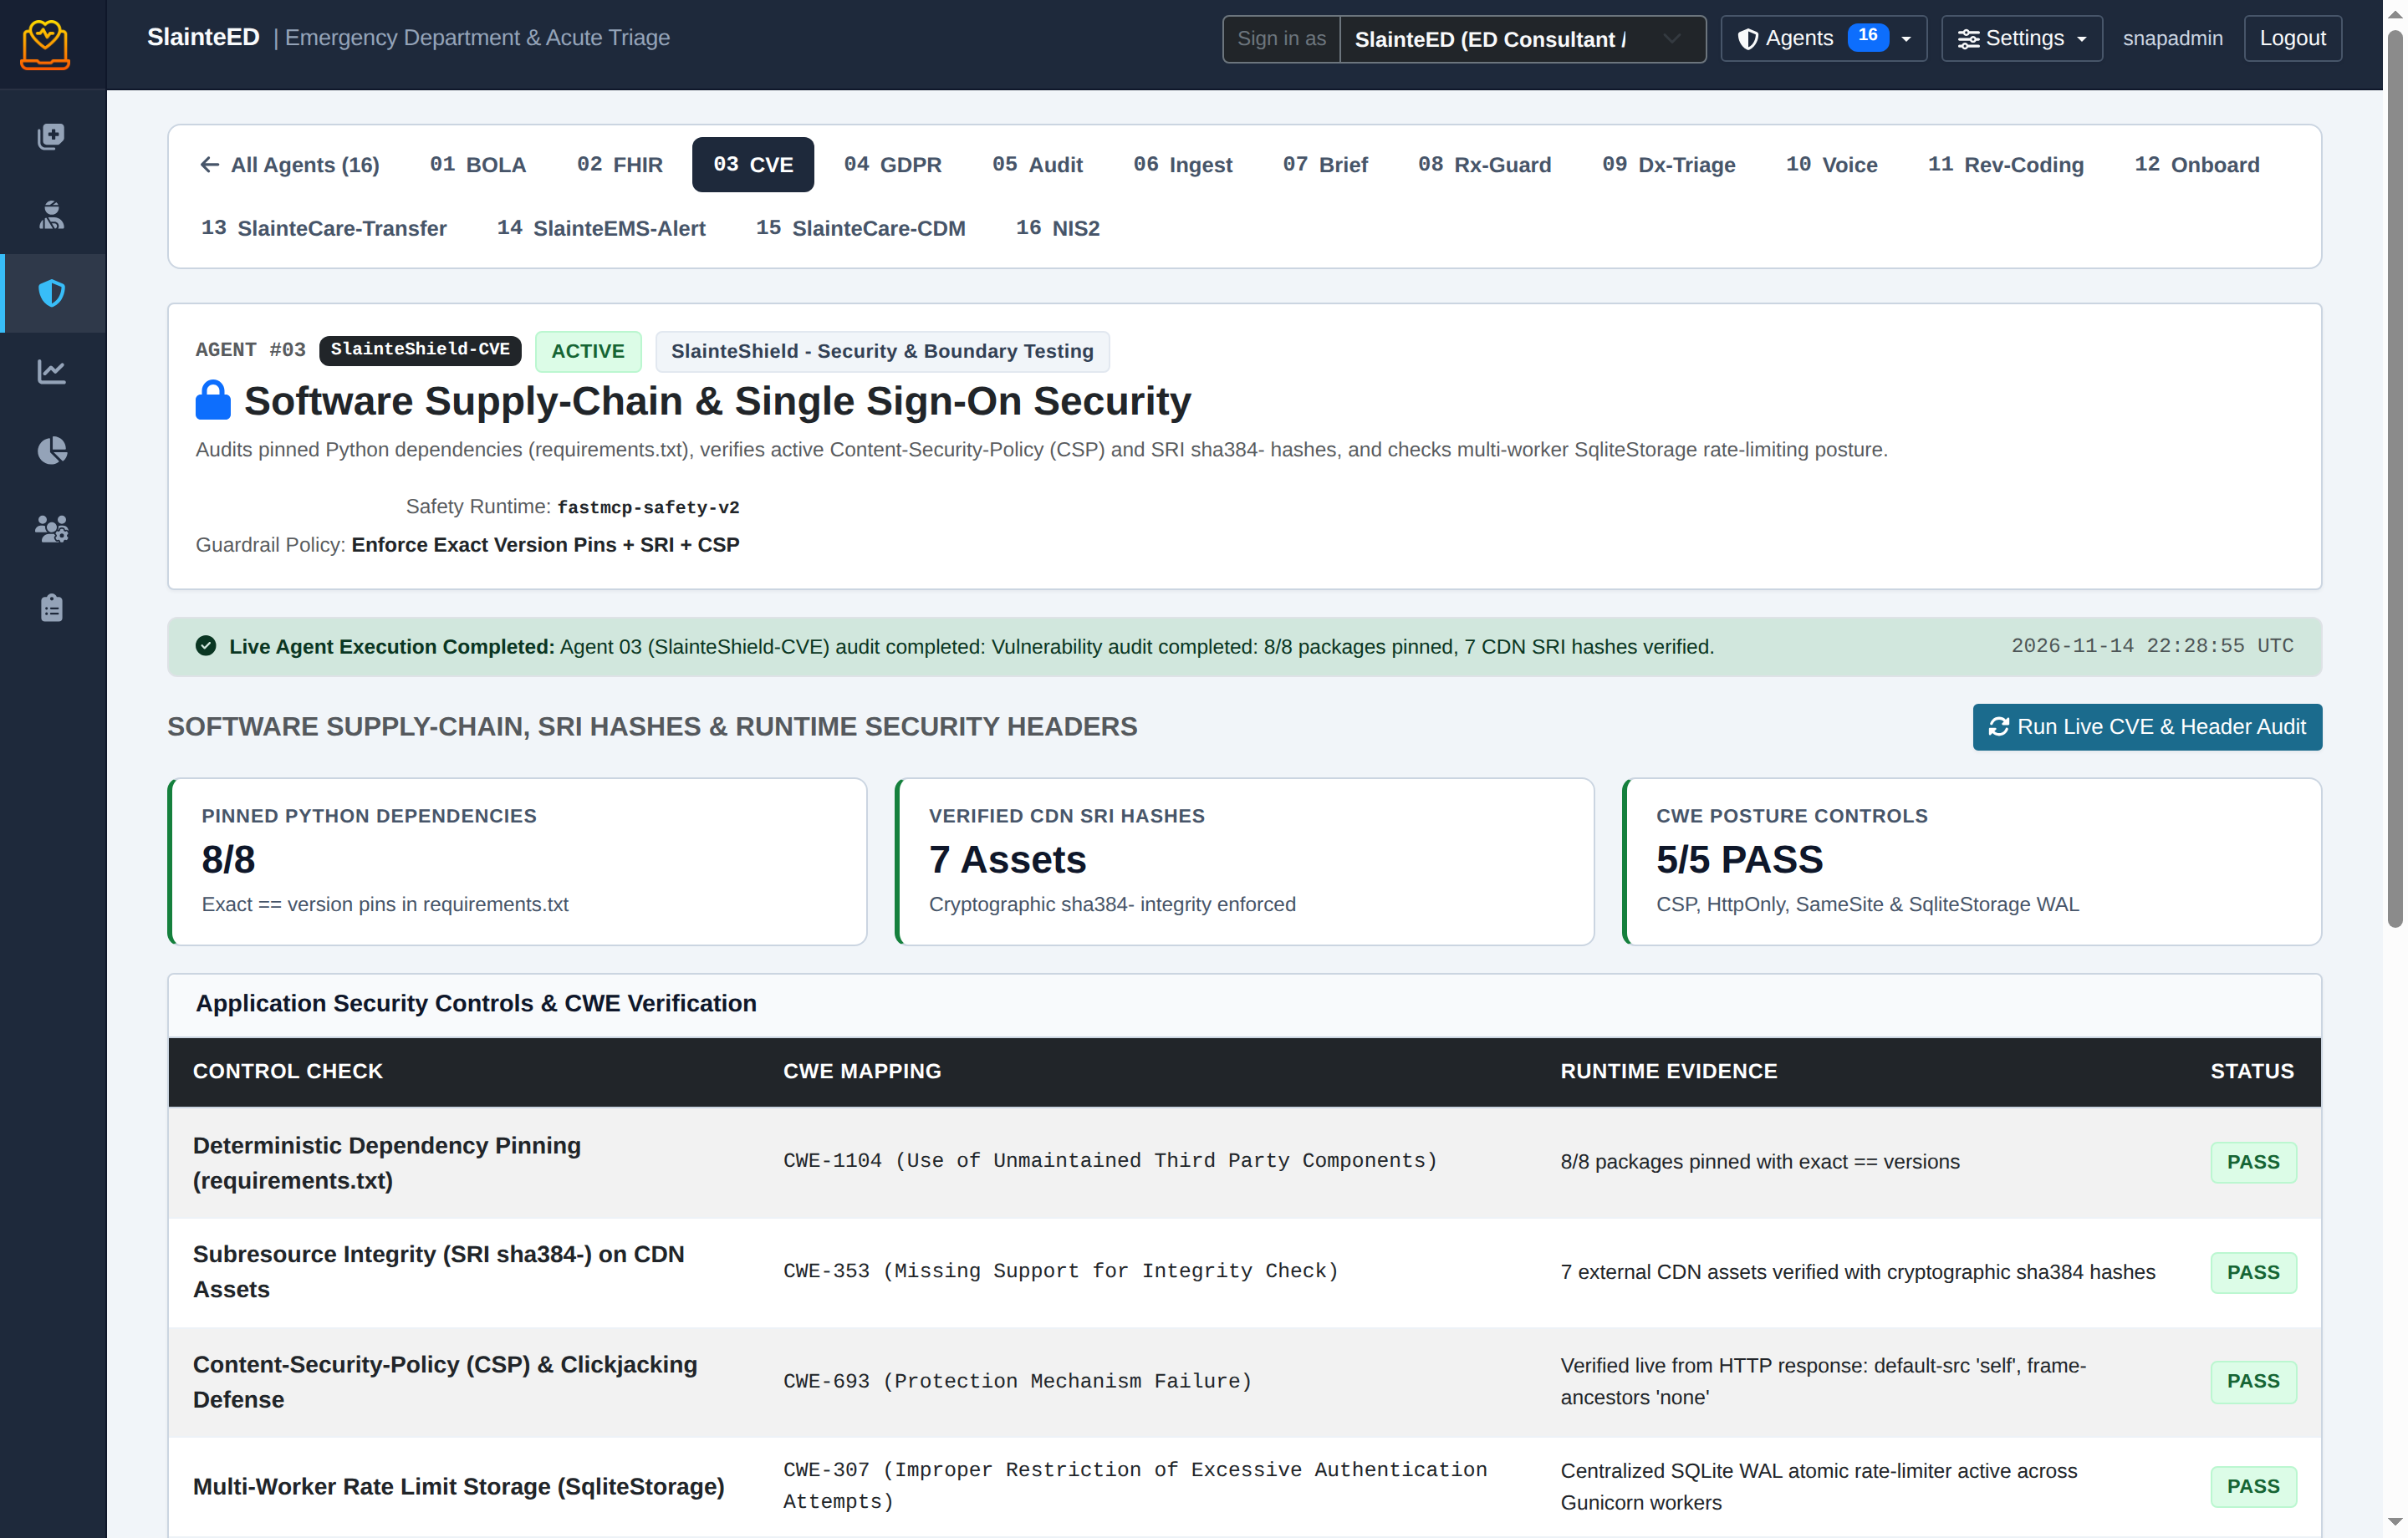 SlainteED | Emergency Department & Acute Triage
Sign in as SlainteED (ED Consultant /
Agents 16
Settings
snapadmin
Logout
All Agents (16)
01 BOLA
02 FHIR
03 CVE
04 GDPR
05 Audit
06 Ingest
07 Brief
08 Rx-Guard
09 Dx-Triage
10 Voice
11 Rev-Coding
12 Onboard
13 SlainteCare-Transfer
14 SlainteEMS-Alert
15 SlainteCare-CDM
16 NIS2
AGENT #03 SlainteShield-CVE ACTIVE SlainteShield - Security & Boundary Testing
Software Supply-Chain & Single Sign-On Security
Audits pinned Python dependencies (requirements.txt), verifies active Content-Security-Policy (CSP) and SRI sha384- hashes, and checks multi-worker SqliteStorage rate-limiting posture.
Safety Runtime: fastmcp-safety-v2
Guardrail Policy: Enforce Exact Version Pins + SRI + CSP
Live Agent Execution Completed: Agent 03 (SlainteShield-CVE) audit completed: Vulnerability audit completed: 8/8 packages pinned, 7 CDN SRI hashes verified.
2026-11-14 22:28:55 UTC
SOFTWARE SUPPLY-CHAIN, SRI HASHES & RUNTIME SECURITY HEADERS
Run Live CVE & Header Audit
PINNED PYTHON DEPENDENCIES
8/8
Exact == version pins in requirements.txt
VERIFIED CDN SRI HASHES
7 Assets
Cryptographic sha384- integrity enforced
CWE POSTURE CONTROLS
5/5 PASS
CSP, HttpOnly, SameSite & SqliteStorage WAL
Application Security Controls & CWE Verification
CONTROL CHECK
CWE MAPPING
RUNTIME EVIDENCE
STATUS
Deterministic Dependency Pinning
(requirements.txt)
CWE-1104 (Use of Unmaintained Third Party Components)
8/8 packages pinned with exact == versions
PASS
Subresource Integrity (SRI sha384-) on CDN
Assets
CWE-353 (Missing Support for Integrity Check)
7 external CDN assets verified with cryptographic sha384 hashes
PASS
Content-Security-Policy (CSP) & Clickjacking
Defense
CWE-693 (Protection Mechanism Failure)
Verified live from HTTP response: default-src 'self', frame-
ancestors 'none'
PASS
Multi-Worker Rate Limit Storage (SqliteStorage)
CWE-307 (Improper Restriction of Excessive Authentication
Attempts)
Centralized SQLite WAL atomic rate-limiter active across
Gunicorn workers
PASS